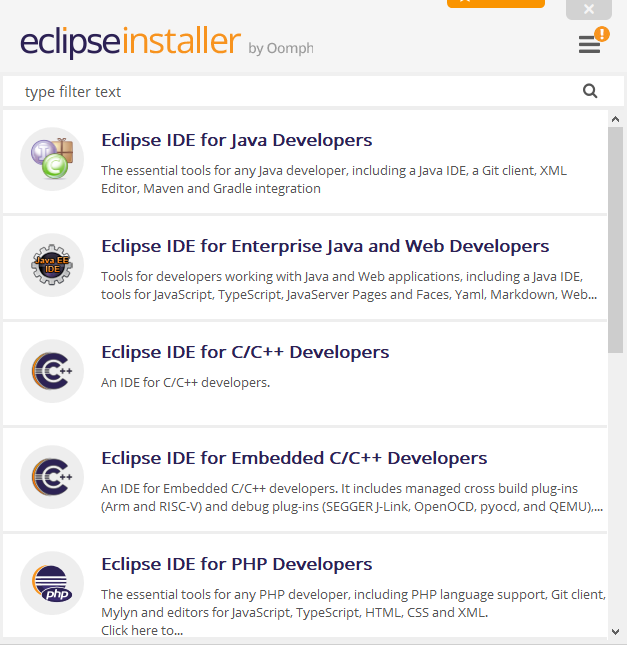 eclipseinstaller by Oomph
!
type filter text
Eclipse IDE for Java Developers
The essential tools for any Java developer, including a Java IDE, a Git client, XML
Editor, Maven and Gradle integration
Java EE
IDE
Eclipse IDE for Enterprise Java and Web Developers
Tools for developers working with Java and Web applications, including a Java IDE,
tools for JavaScript, TypeScript, JavaServer Pages and Faces, Yaml, Markdown, Web...
C++
Eclipse IDE for C/C++ Developers
An IDE for C/C++ developers.
C++
Eclipse IDE for Embedded C/C++ Developers
An IDE for Embedded C/C++ developers. It includes managed cross build plug-ins
(Arm and RISC-V) and debug plug-ins (SEGGER J-Link, OpenOCD, pyocd, and QEMU),...
php
Eclipse IDE for PHP Developers
The essential tools for any PHP developer, including PHP language support, Git client,
Mylyn and editors for JavaScript, TypeScript, HTML, CSS and XML.
Click here to...